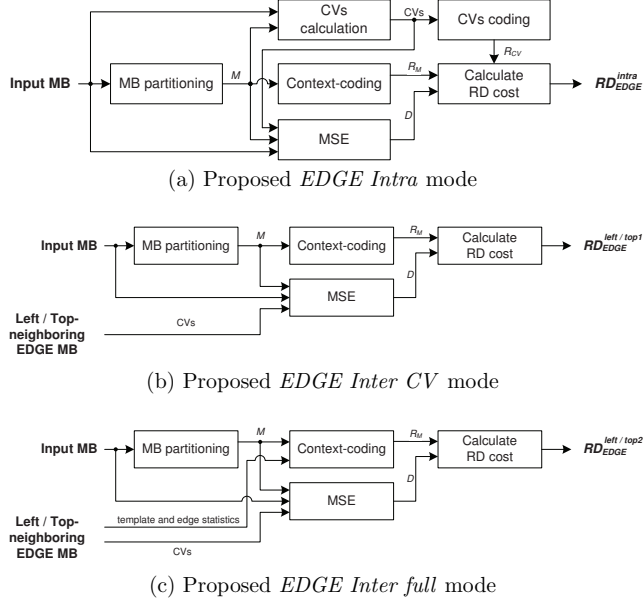 CVs
calculation
CVs
CVs coding
R_CV
Input MB
MB partitioning
M
Context-coding
R_M
Calculate
RD cost
RD_EDGE^intra
D
MSE
(a) Proposed EDGE Intra mode
Input MB
MB partitioning
M
Context-coding
R_M
Calculate
RD cost
RD_EDGE^left / top1
D
MSE
Left / Top-
neighboring
EDGE MB
CVs
(b) Proposed EDGE Inter CV mode
Input MB
MB partitioning
M
Context-coding
R_M
Calculate
RD cost
RD_EDGE^left / top2
D
MSE
Left / Top-
neighboring
EDGE MB
template and edge statistics
CVs
(c) Proposed EDGE Inter full mode